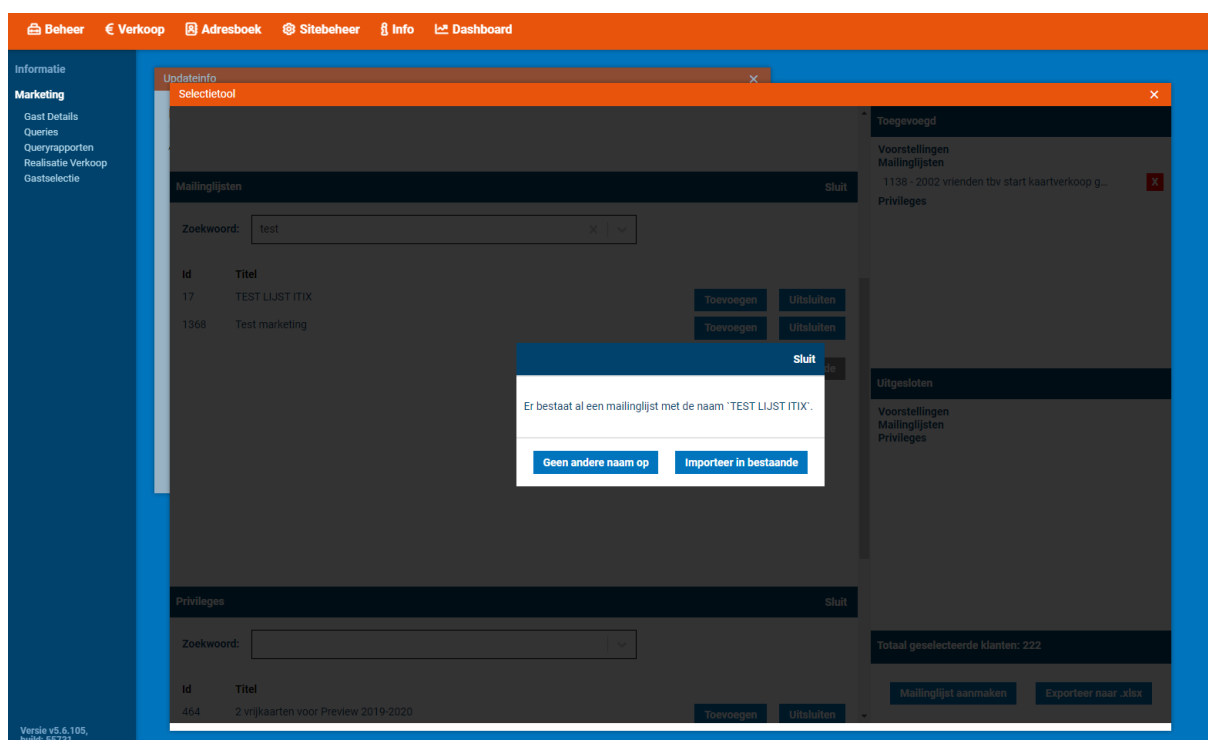 Beheer € Verkoop Adresboek Sitebeheer Info Dashboard
Informatie
Marketing
Gast Details
Queries
Queryrapporten
Realisatie Verkoop
Gastselectie
Versie v5.6.105,
build: 55731
Updateinfo ×
Selectietool ×
Mailinglijsten Sluit
Zoekwoord: test X
Id Titel
17 TEST LIJST ITIX Toevoegen Uitsluiten
1368 Test marketing Toevoegen Uitsluiten
de
Sluit
Er bestaat al een mailinglijst met de naam `TEST LIJST ITIX`.
Geen andere naam op Importeer in bestaande
Privileges Sluit
Zoekwoord:
Id Titel
464 2 vrijkaarten voor Preview 2019-2020 Toevoegen Uitsluiten
Toegevoegd
Voorstellingen
Mailinglijsten
1138 - 2002 vrienden tbv start kaartverkoop g... X
Privileges
Uitgesloten
Voorstellingen
Mailinglijsten
Privileges
Totaal geselecteerde klanten: 222
Mailinglijst aanmaken Exporteer naar .xlsx